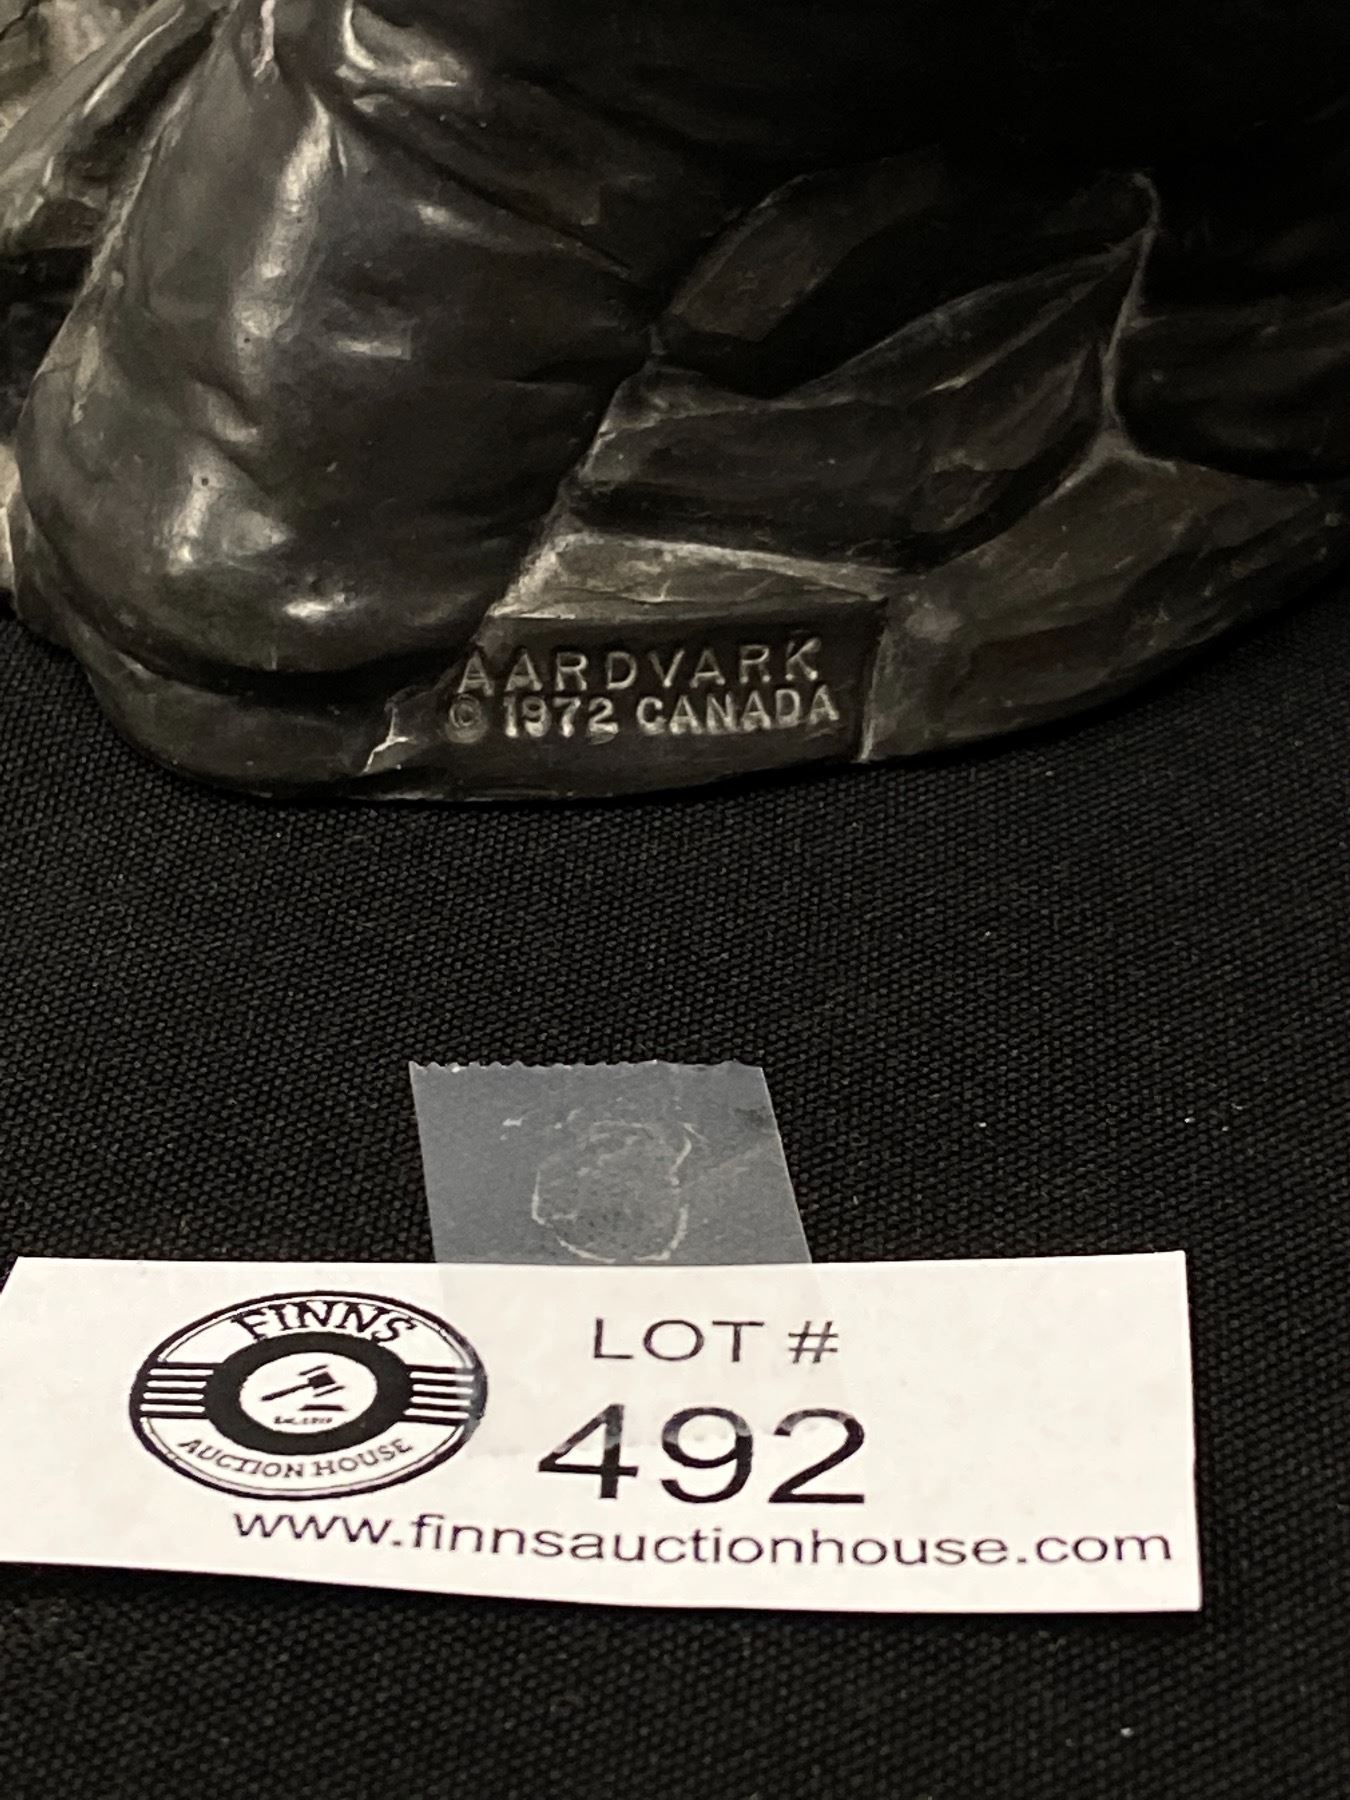 AARDVARK
© 1972 CANADA
FINNS
AUCTION HOUSE
LOT #
492
www.finnsauctionhouse.com